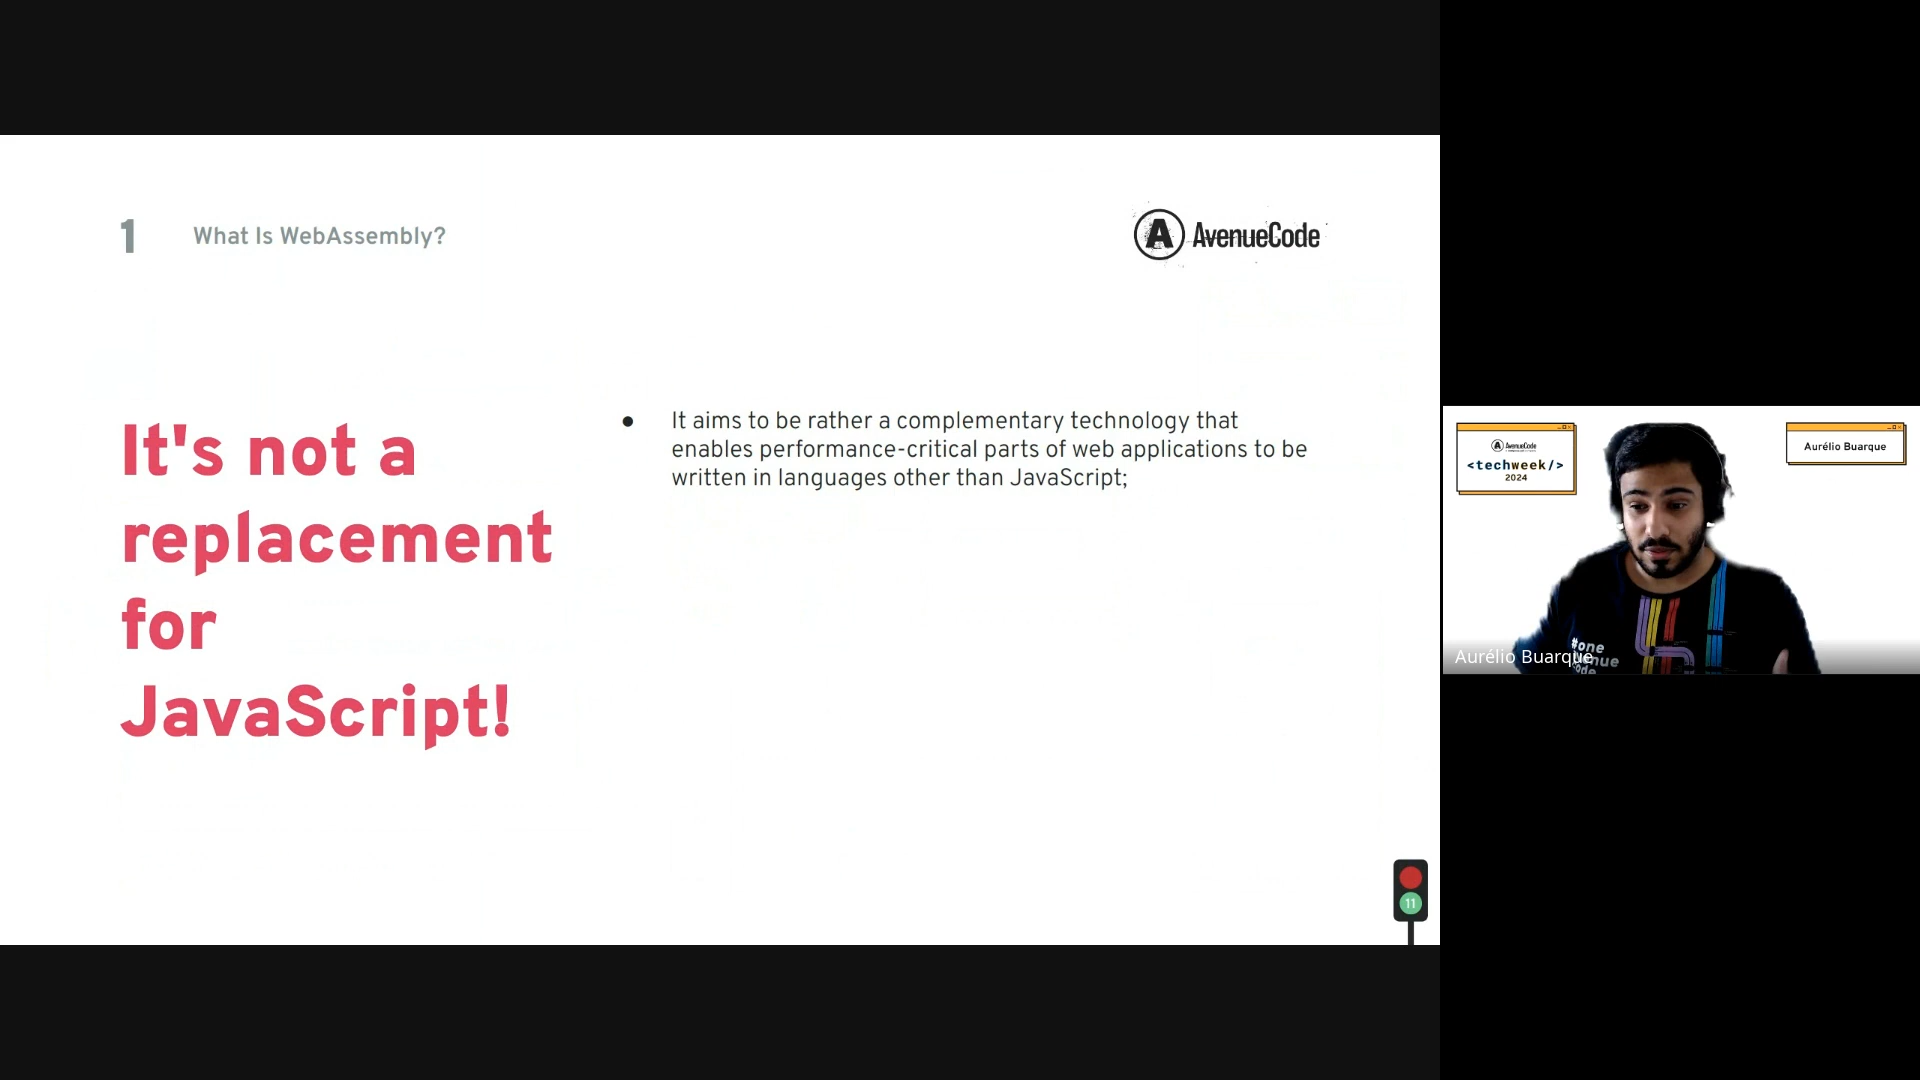 1
What Is WebAssembly?
A AvenueCode
It's not a
replacement
for
JavaScript!
● It aims to be rather a complementary technology that
enables performance-critical parts of web applications to be
written in languages other than JavaScript;
11
A AvenueCode
<techweek/>
2024
Aurélio Buarque
#one
Aurélio Buarque
code